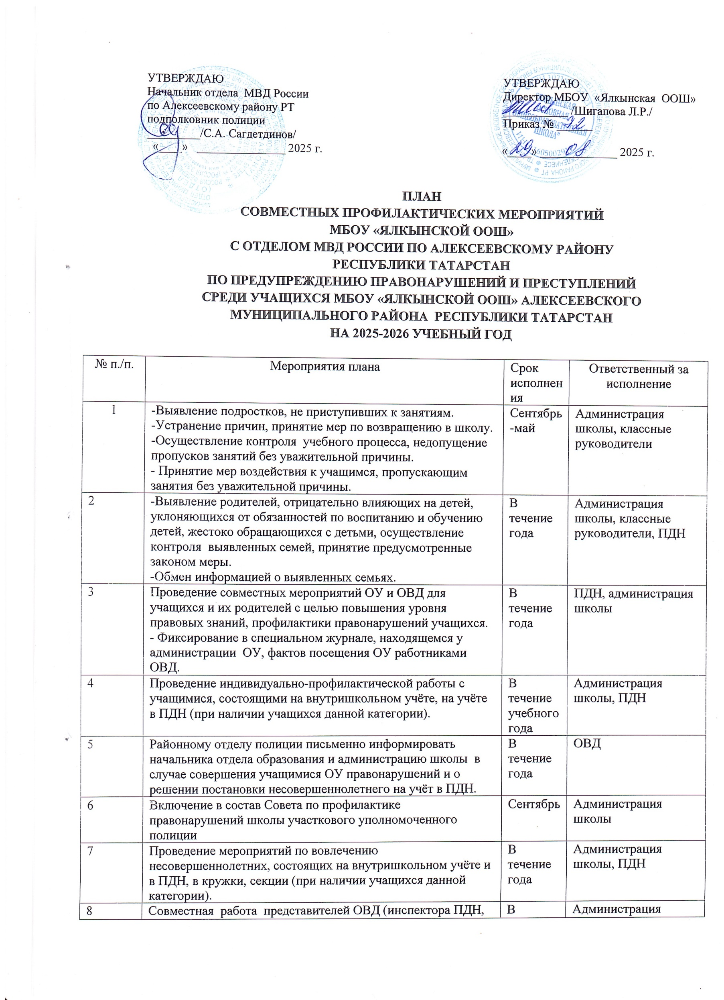 УТВЕРЖДАЮ
Начальник отдела МВД России
по Алексеевскому району РТ
подполковник полиции
_________/С.А. Сагдетдинов/
«____» _______________ 2025 г.
УТВЕРЖДАЮ
Директор МБОУ «Ялкынская ООШ»
___________ /Шигапова Л.Р./
Приказ № 72
«29» 08 2025 г.
ПЛАН
СОВМЕСТНЫХ ПРОФИЛАКТИЧЕСКИХ МЕРОПРИЯТИЙ
МБОУ «ЯЛКЫНСКОЙ ООШ»
С ОТДЕЛОМ МВД РОССИИ ПО АЛЕКСЕЕВСКОМУ РАЙОНУ
РЕСПУБЛИКИ ТАТАРСТАН
ПО ПРЕДУПРЕЖДЕНИЮ ПРАВОНАРУШЕНИЙ И ПРЕСТУПЛЕНИЙ
СРЕДИ УЧАЩИХСЯ МБОУ «ЯЛКЫНСКОЙ ООШ» АЛЕКСЕЕВСКОГО
МУНИЦИПАЛЬНОГО РАЙОНА РЕСПУБЛИКИ ТАТАРСТАН
НА 2025-2026 УЧЕБНЫЙ ГОД
№ п./п.
Мероприятия плана
Срок
исполнен
ия
Ответственный за
исполнение
1
-Выявление подростков, не приступивших к занятиям.
-Устранение причин, принятие мер по возвращению в школу.
-Осуществление контроля учебного процесса, недопущение
пропусков занятий без уважительной причины.
- Принятие мер воздействия к учащимся, пропускающим
занятия без уважительной причины.
Сентябрь
-май
Администрация
школы, классные
руководители
2
-Выявление родителей, отрицательно влияющих на детей,
уклоняющихся от обязанностей по воспитанию и обучению
детей, жестоко обращающихся с детьми, осуществление
контроля выявленных семей, принятие предусмотренные
законом меры.
-Обмен информацией о выявленных семьях.
В
течение
года
Администрация
школы, классные
руководители, ПДН
3
Проведение совместных мероприятий ОУ и ОВД для
учащихся и их родителей с целью повышения уровня
правовых знаний, профилактики правонарушений учащихся.
- Фиксирование в специальном журнале, находящемся у
администрации ОУ, фактов посещения ОУ работниками
ОВД.
В
течение
года
ПДН, администрация
школы
4
Проведение индивидуально-профилактической работы с
учащимися, состоящими на внутришкольном учёте, на учёте
в ПДН (при наличии учащихся данной категории).
В
течение
учебного
года
Администрация
школы, ПДН
5
Районному отделу полиции письменно информировать
начальника отдела образования и администрацию школы в
случае совершения учащимися ОУ правонарушений и о
решении постановки несовершеннолетнего на учёт в ПДН.
В
течение
года
ОВД
6
Включение в состав Совета по профилактике
правонарушений школы участкового уполномоченного
полиции
Сентябрь
Администрация
школы
7
Проведение мероприятий по вовлечению
несовершеннолетних, состоящих на внутришкольном учёте и
в ПДН, в кружки, секции (при наличии учащихся данной
категории).
В
течение
года
Администрация
школы, ПДН
8
Совместная работа представителей ОВД (инспектора ПДН,
В
Администрация